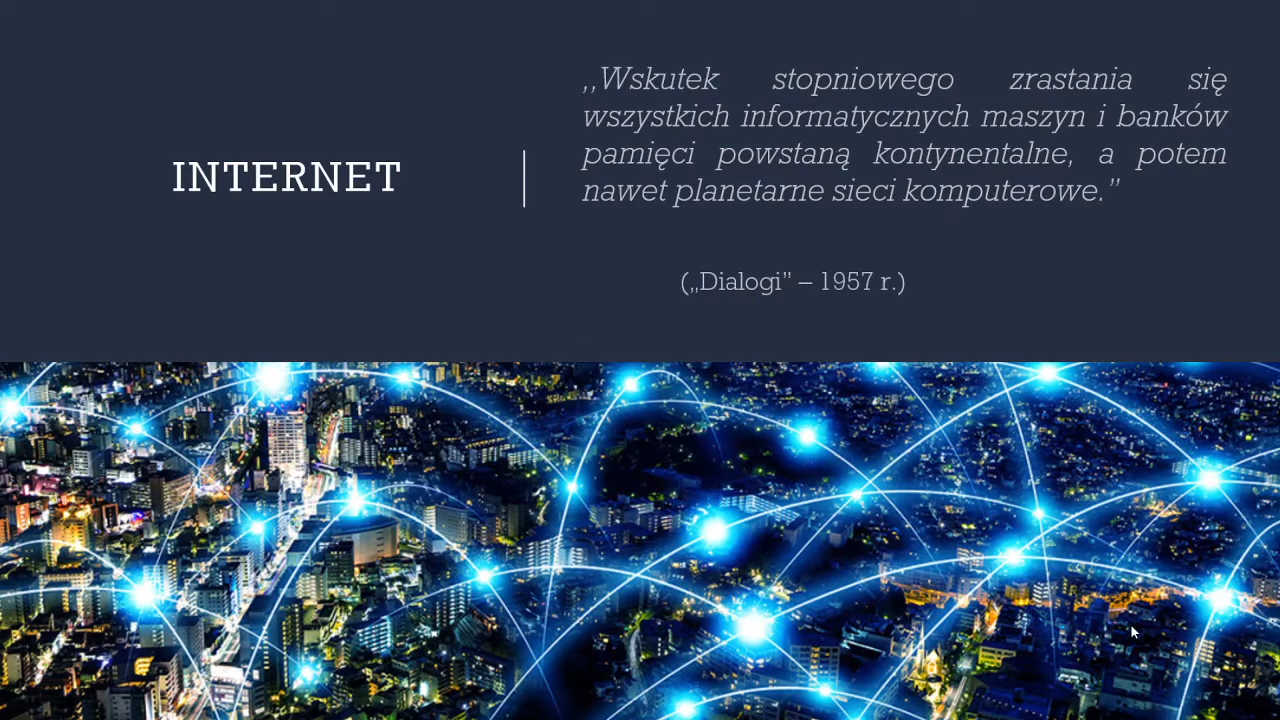 INTERNET
,,Wskutek stopniowego zrastania się
wszystkich informatycznych maszyn i banków
pamięci powstaną kontynentalne, a potem
nawet planetarne sieci komputerowe.”
(„Dialogi” – 1957 r.)